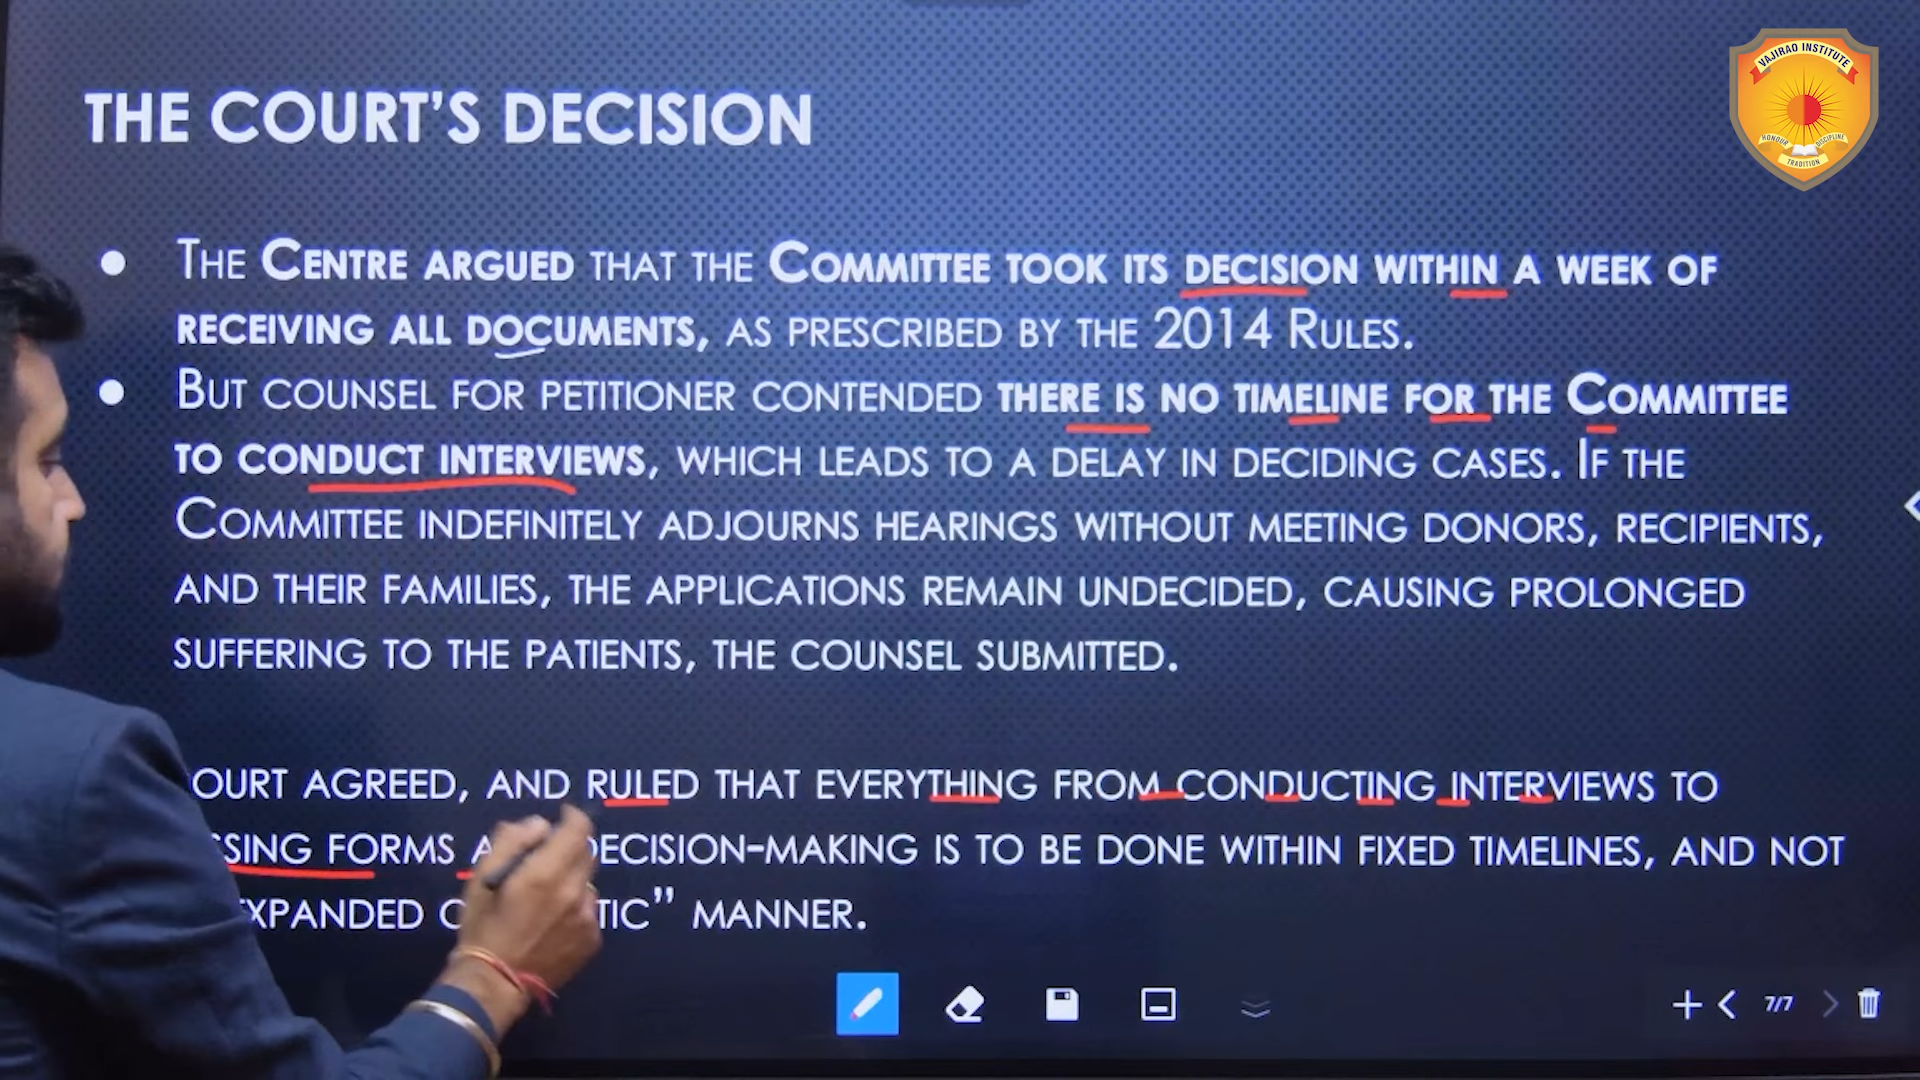 VAJIRAO INSTITUTE
HONOUR DISCIPLINE
TRADITION
THE COURT'S DECISION
● THE CENTRE ARGUED THAT THE COMMITTEE TOOK ITS DECISION WITHIN A WEEK OF
RECEIVING ALL DOCUMENTS, AS PRESCRIBED BY THE 2014 RULES.
● BUT COUNSEL FOR PETITIONER CONTENDED THERE IS NO TIMELINE FOR THE COMMITTEE
TO CONDUCT INTERVIEWS, WHICH LEADS TO A DELAY IN DECIDING CASES. IF THE
COMMITTEE INDEFINITELY ADJOURNS HEARINGS WITHOUT MEETING DONORS, RECIPIENTS,
AND THEIR FAMILIES, THE APPLICATIONS REMAIN UNDECIDED, CAUSING PROLONGED
SUFFERING TO THE PATIENTS, THE COUNSEL SUBMITTED.
AGREED, AND RULED THAT EVERYTHING FROM CONDUCTING INTERVIEWS TO
FORMS DECISION-MAKING IS TO BE DONE WITHIN FIXED TIMELINES, AND NOT
MANNER.
7/7